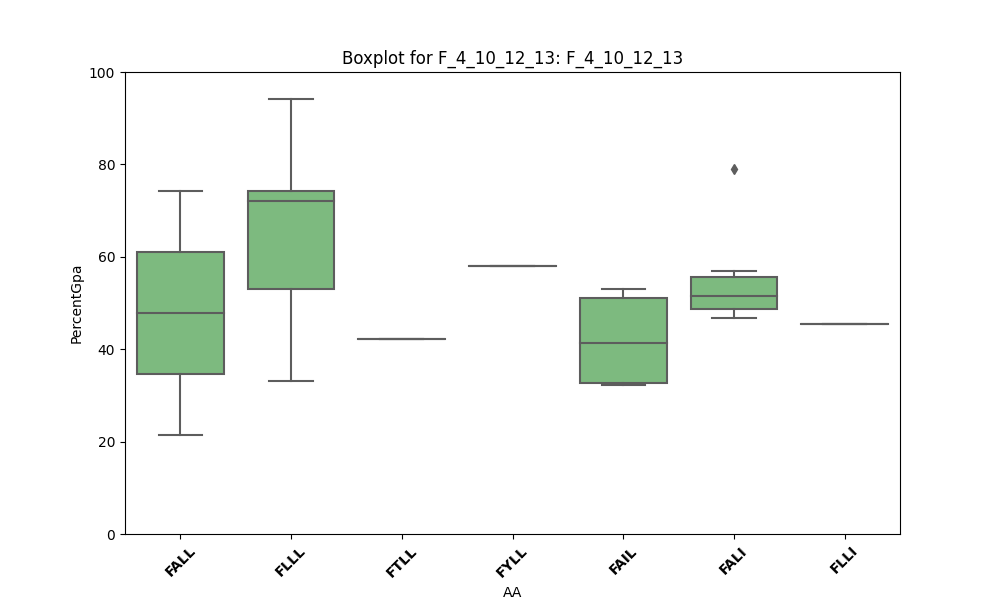 Boxplot for F_4_10_12_13: F_4_10_12_13
100
80
60
40
20
0
PercentGpa
FALL
FLLL
FTLL
FYLL
FAIL
FALI
FLLI
AA